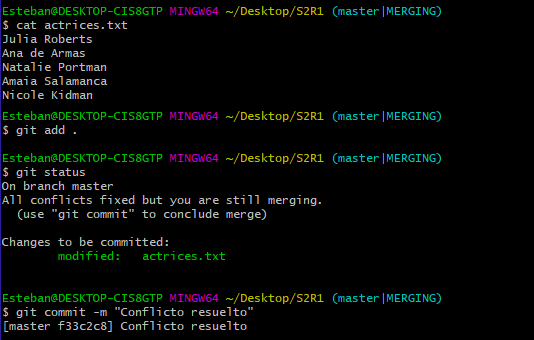 Esteban@DESKTOP-CIS8GTP MINGW64 ~/Desktop/S2R1 (master|MERGING)
$ cat actrices.txt
Julia Roberts
Ana de Armas
Natalie Portman
Amaia Salamanca
Nicole Kidman
Esteban@DESKTOP-CIS8GTP MINGW64 ~/Desktop/S2R1 (master|MERGING)
$ git add .
Esteban@DESKTOP-CIS8GTP MINGW64 ~/Desktop/S2R1 (master|MERGING)
$ git status
On branch master
All conflicts fixed but you are still merging.
  (use "git commit" to conclude merge)
Changes to be committed:
        modified:   actrices.txt
Esteban@DESKTOP-CIS8GTP MINGW64 ~/Desktop/S2R1 (master|MERGING)
$ git commit -m "Conflicto resuelto"
[master f33c2c8] Conflicto resuelto